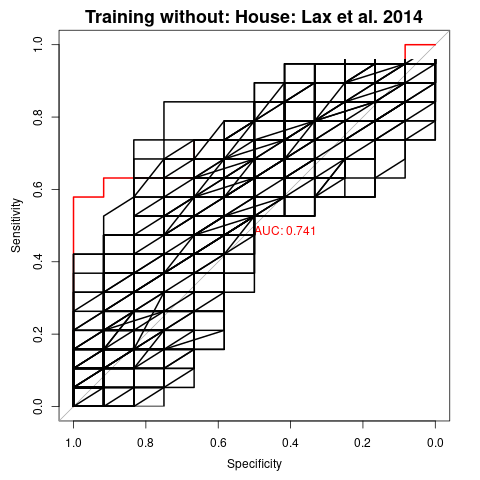 Training without: House: Lax et al. 2014
1.0
0.8
0.6
0.4
0.2
0.0
Sensitivity
AUC: 0.741
1.0 0.8 0.6 0.4 0.2 0.0
Specificity